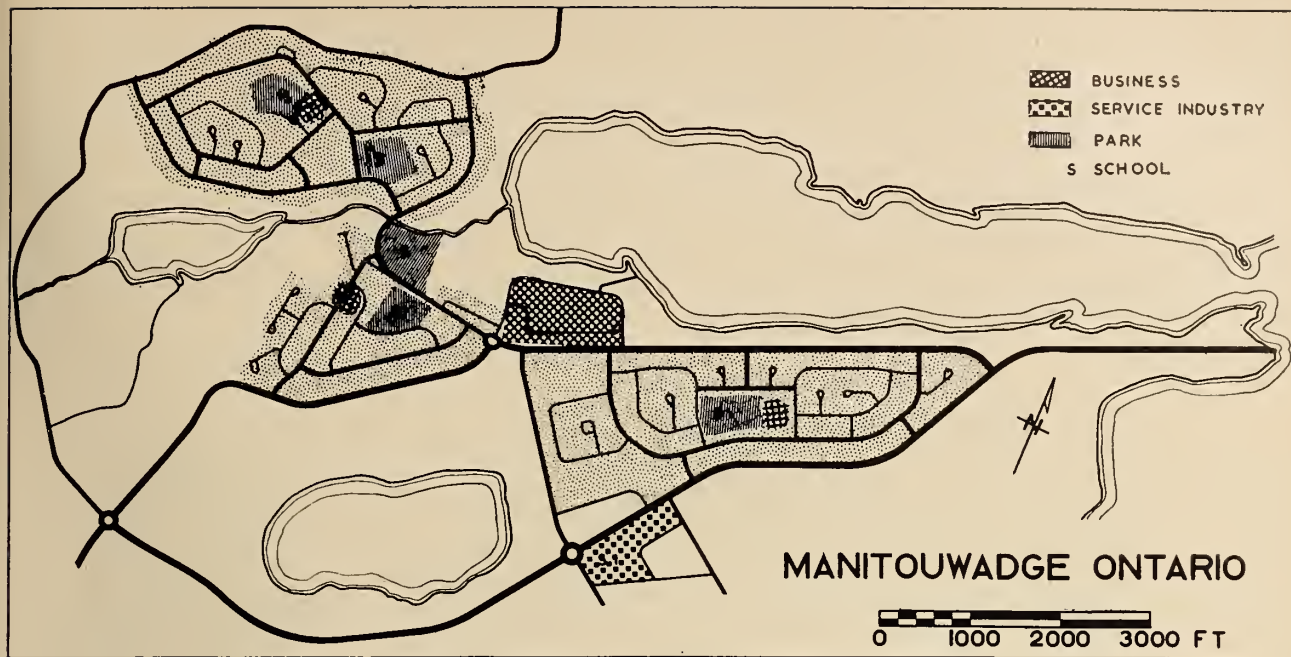 BUSINESS
SERVICE INDUSTRY
PARK
S SCHOOL
N
MANITOUWADGE ONTARIO
0 1000 2000 3000 FT